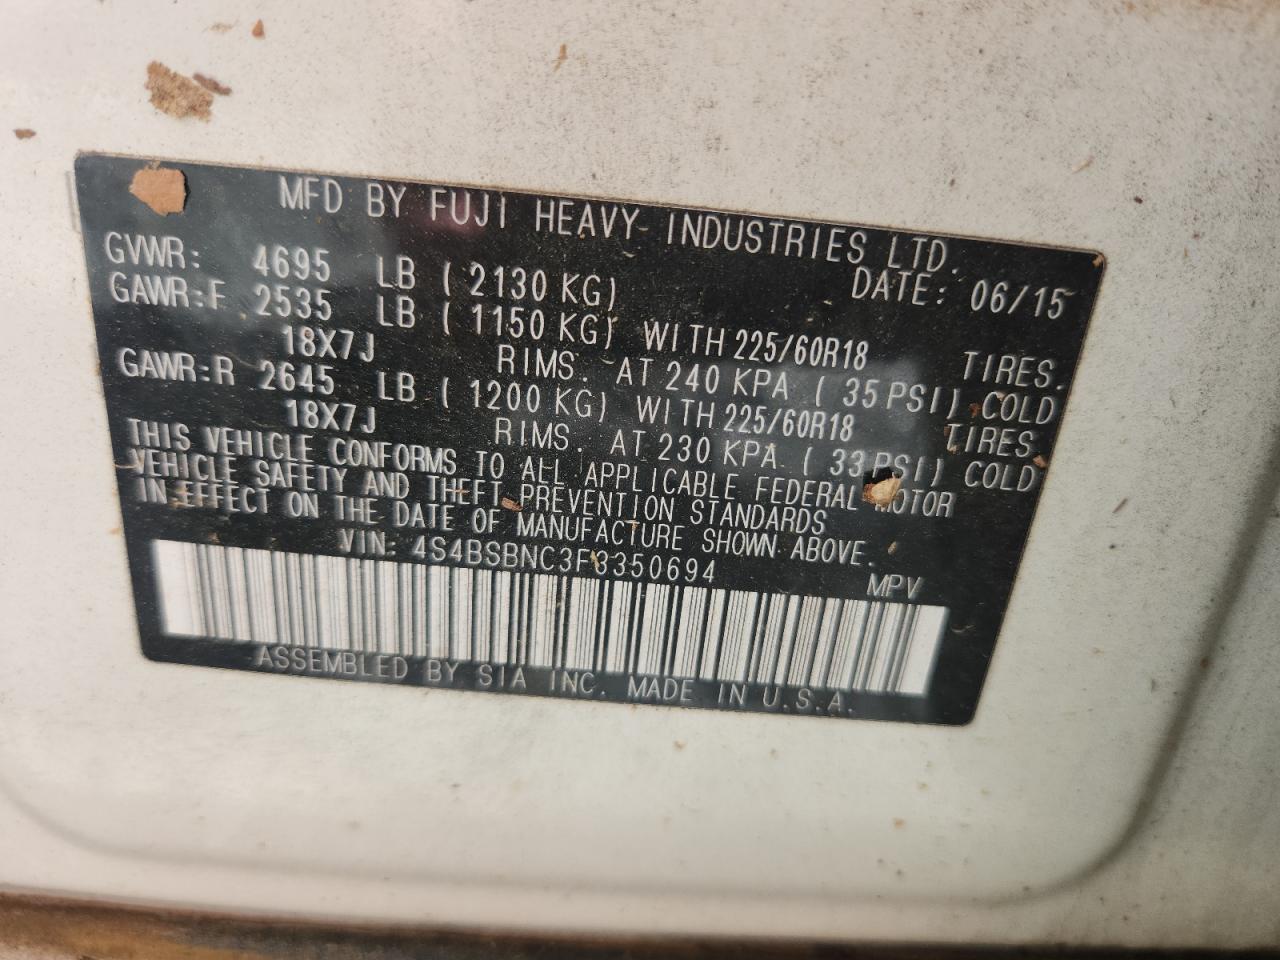 MFD BY FUJI HEAVY INDUSTRIES LTD.
DATE: 06/15
GVWR: 4695 LB ( 2130 KG)
GAWR:F 2535 LB ( 1150 KG) WITH 225/60R18 TIRES.
18X7J RIMS. AT 240 KPA ( 35 PSI) COLD
GAWR:R 2645 LB ( 1200 KG) WITH 225/60R18 TIRES.
18X7J RIMS. AT 230 KPA ( 33 PSI) COLD
THIS VEHICLE CONFORMS TO ALL APPLICABLE FEDERAL MOTOR
VEHICLE SAFETY AND THEFT PREVENTION STANDARDS
IN EFFECT ON THE DATE OF MANUFACTURE SHOWN ABOVE.
VIN: 4S4BSBNC3F3350694 MPV
ASSEMBLED BY SIA INC. MADE IN U.S.A.